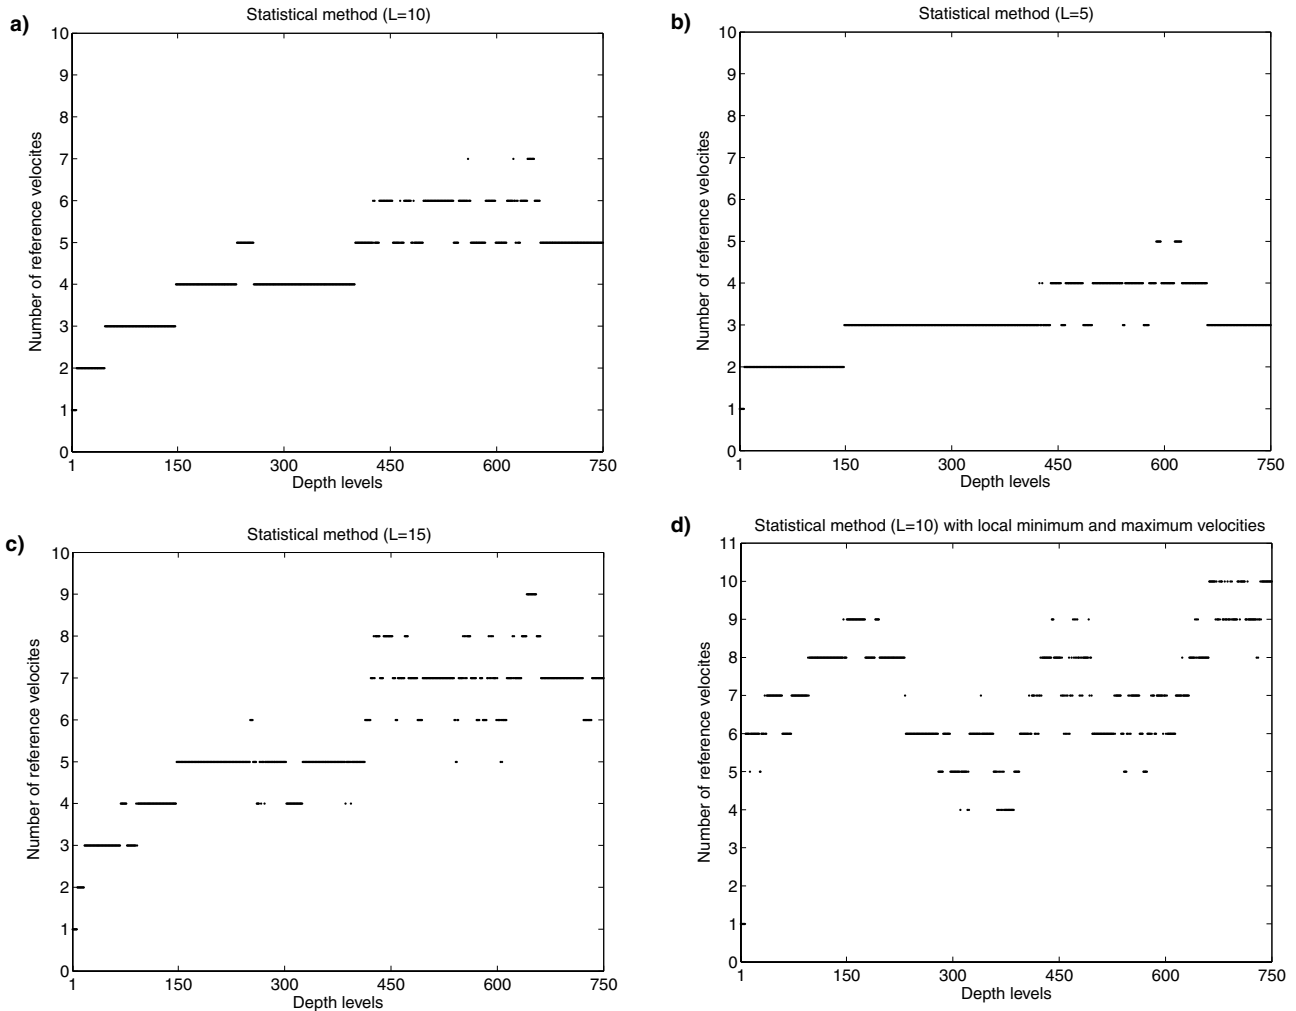 a)
Statistical method (L=10)
Number of reference velocites
10
9
8
7
6
5
4
3
2
1
0
1 150 300 450 600 750
Depth levels
b)
Statistical method (L=5)
Number of reference velocites
10
9
8
7
6
5
4
3
2
1
0
1 150 300 450 600 750
Depth levels
c)
Statistical method (L=15)
Number of reference velocites
10
9
8
7
6
5
4
3
2
1
0
1 150 300 450 600 750
Depth levels
d)
Statistical method (L=10) with local minimum and maximum velocities
Number of reference velocites
11
10
9
8
7
6
5
4
3
2
1
0
1 150 300 450 600 750
Depth levels